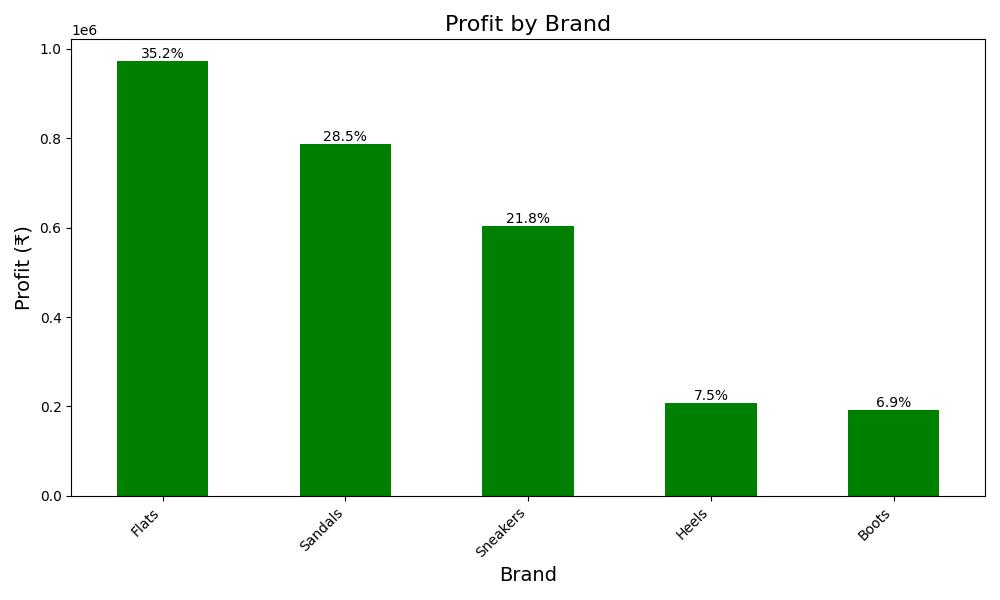 Profit by Brand
1e6
1.0
0.8
0.6
0.4
0.2
0.0
Profit (₹)
35.2%
28.5%
21.8%
7.5%
6.9%
Flats
Sandals
Sneakers
Heels
Boots
Brand